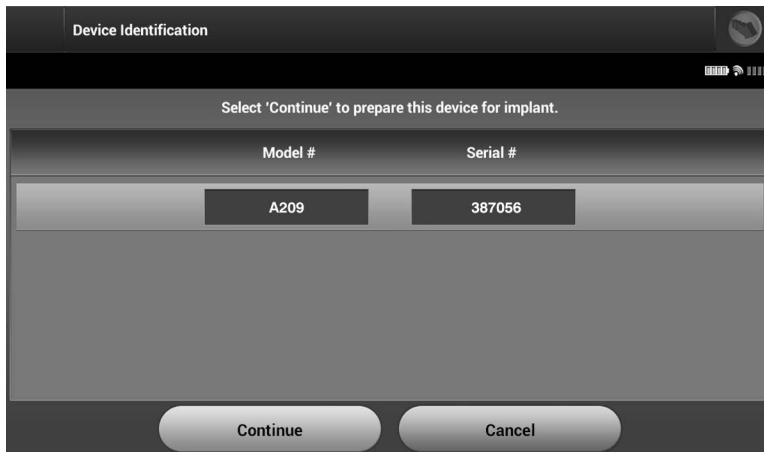 Device Identification
Select 'Continue' to prepare this device for implant.
Model # Serial #
A209 387056
Continue Cancel